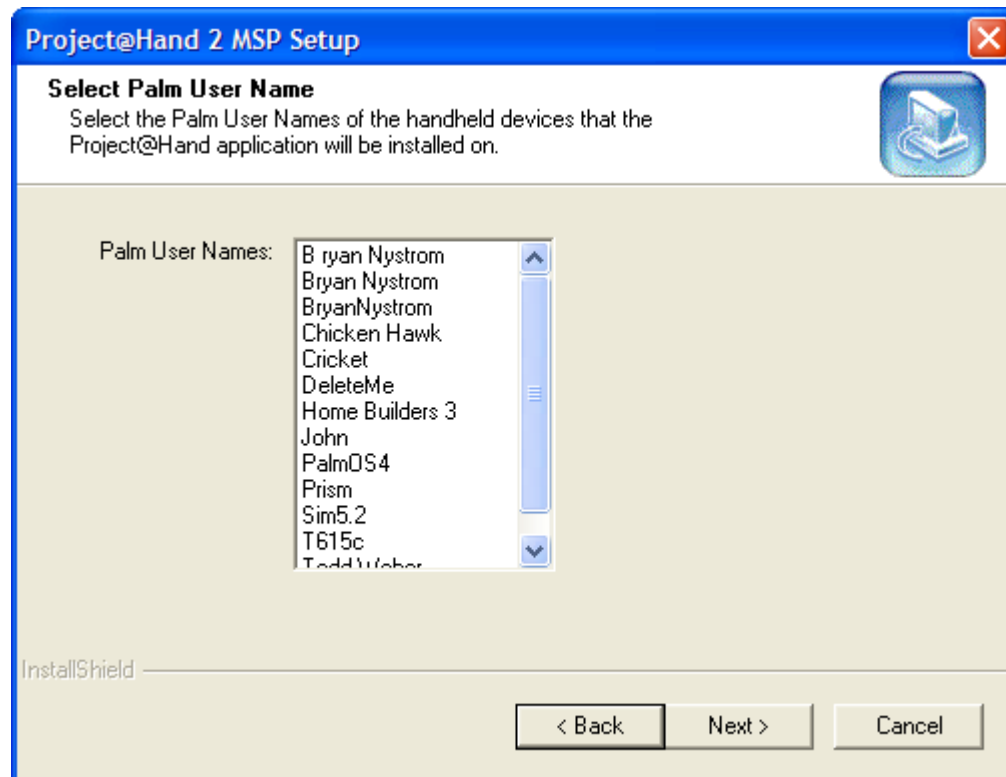 Project@Hand 2 MSP Setup
Select Palm User Name
Select the Palm User Names of the handheld devices that the
Project@Hand application will be installed on.
Palm User Names:
B ryan Nystrom
Bryan Nystrom
BryanNystrom
Chicken Hawk
Cricket
DeleteMe
Home Builders 3
John
PalmOS4
Prism
Sim5.2
T615c
Todd Weber
InstallShield
< Back
Next >
Cancel